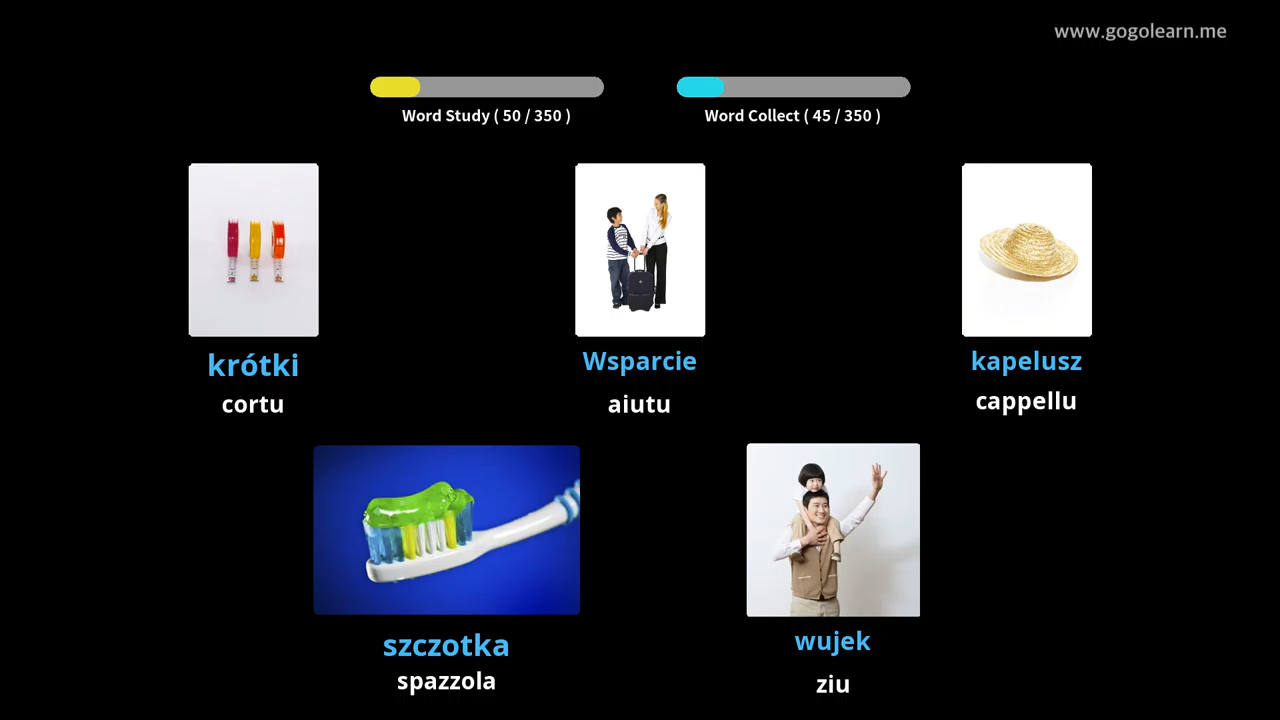 www.gogolearn.me
Word Study ( 50 / 350 )
Word Collect ( 45 / 350 )
krótki
cortu
Wsparcie
aiutu
kapelusz
cappellu
szczotka
spazzola
wujek
ziu